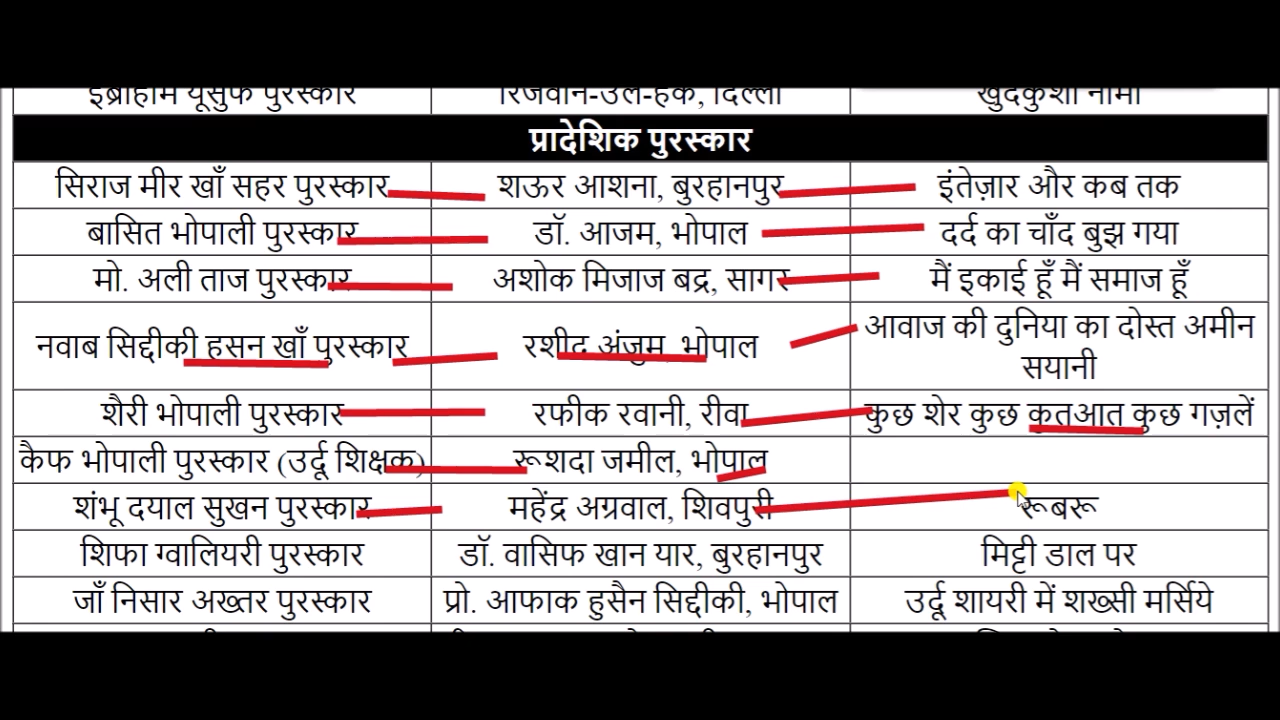 इब्राहीम यूसुफ पुरस्कार रिजवान-उल-हक, दिल्ली खुदकुशी नामा
प्रादेशिक पुरस्कार
सिराज मीर खाँ सहर पुरस्कार शऊर आशना, बुरहानपुर इंतेज़ार और कब तक
बासित भोपाली पुरस्कार डॉ. आजम, भोपाल दर्द का चाँद बुझ गया
मो. अली ताज पुरस्कार अशोक मिजाज बद्र, सागर मैं इकाई हूँ मैं समाज हूँ
नवाब सिद्दीकी हसन खाँ पुरस्कार रशीद अंजुम, भोपाल आवाज की दुनिया का दोस्त अमीन
सयानी
शैरी भोपाली पुरस्कार रफीक रवानी, रीवा कुछ शेर कुछ कतआत कुछ गज़लें
कैफ भोपाली पुरस्कार (उर्दू शिक्षक) रूशदा जमील, भोपाल
शंभू दयाल सुखन पुरस्कार महेंद्र अग्रवाल, शिवपुरी रूबरू
शिफा ग्वालियरी पुरस्कार डॉ. वासिफ खान यार, बुरहानपुर मिट्टी डाल पर
जाँ निसार अख्तर पुरस्कार प्रो. आफाक हुसैन सिद्दीकी, भोपाल उर्दू शायरी में शख्सी मर्सिये